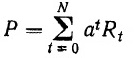 P = \sum_{t=0}^{N} a^t R_t